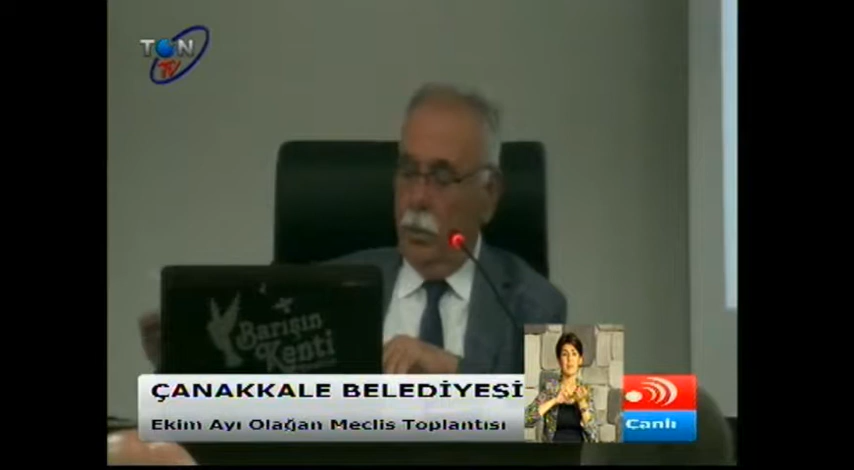 TON
TV
Barışın
Kenti
ÇANAKKALE BELEDİYESİ
Ekim Ayı Olağan Meclis Toplantısı
Canlı